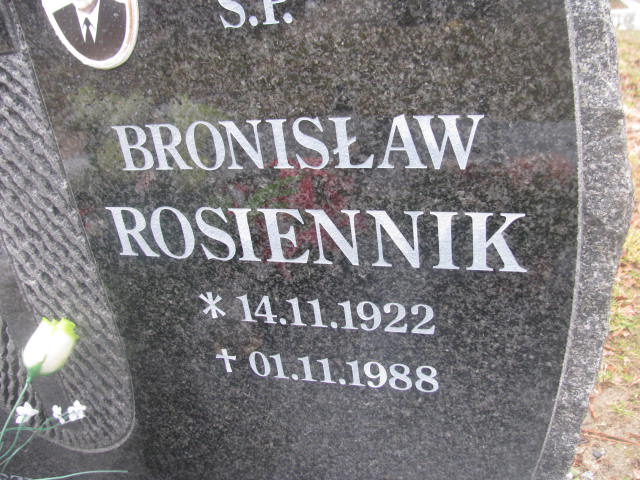 Ś.P.
BRONISŁAW
ROSIENNIK
* 14.11.1922
† 01.11.1988